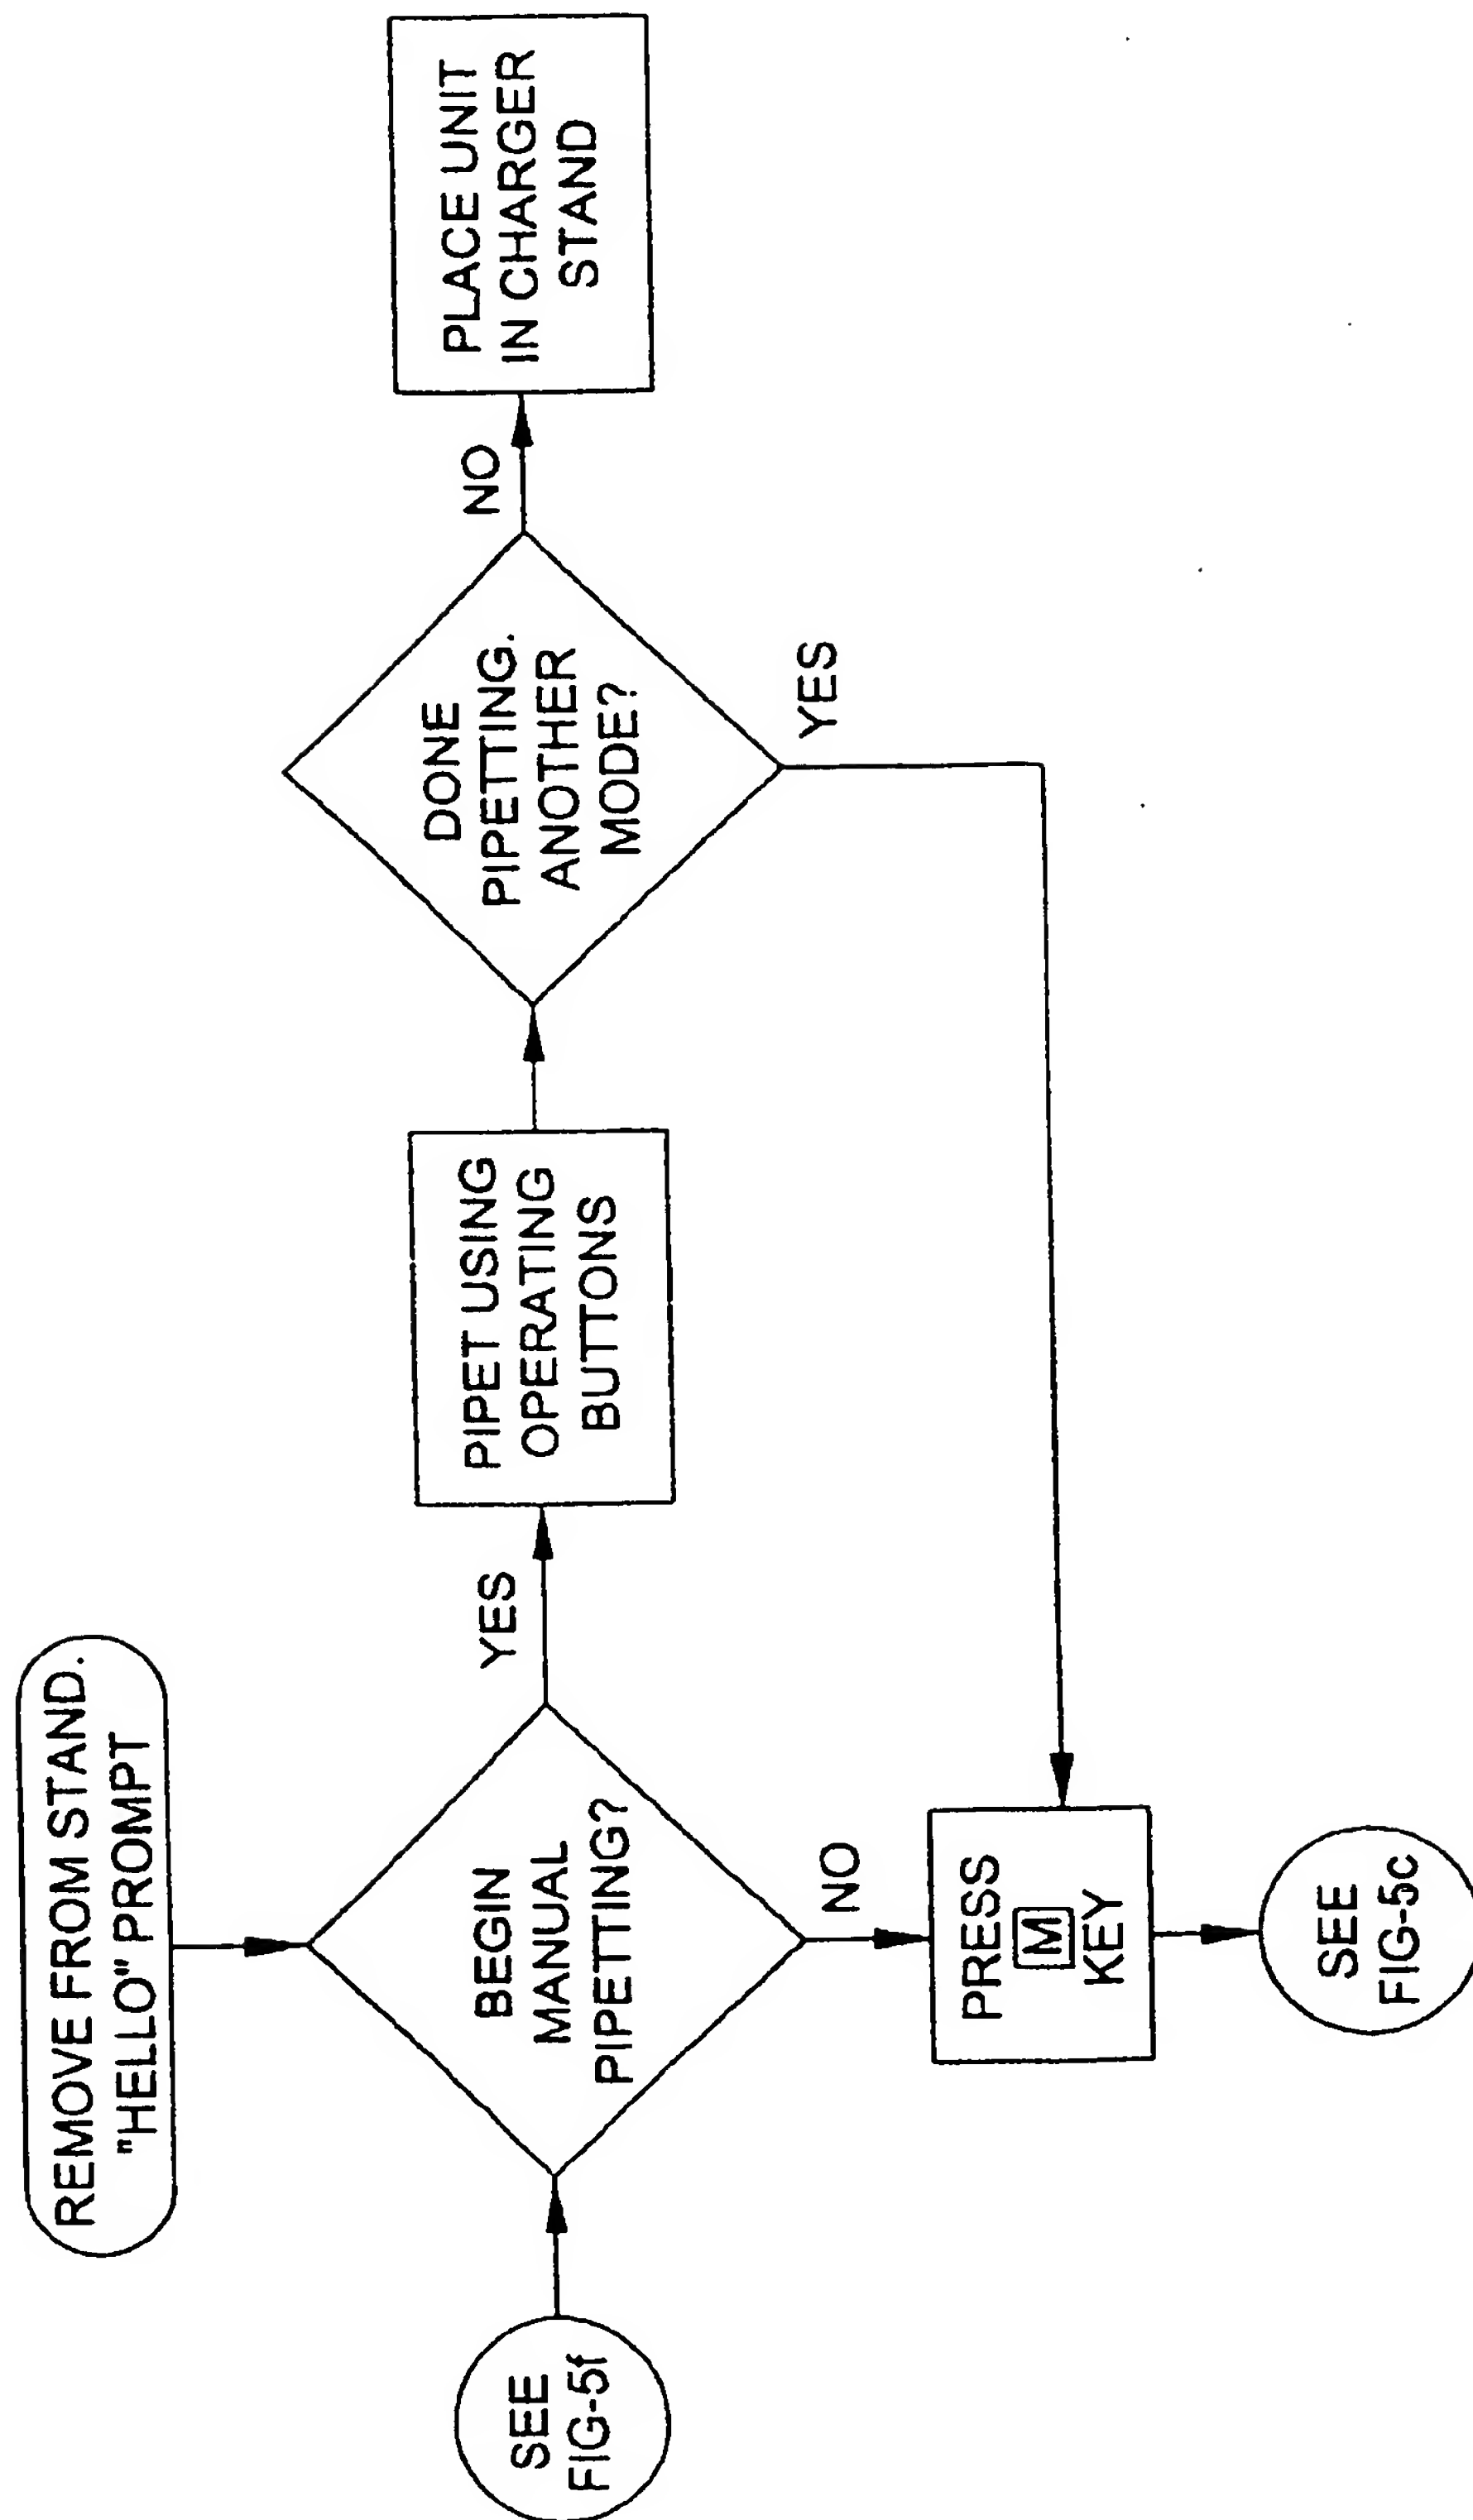 REMOVE FROM STAND.
"HELLO" PROMPT
SEE
FIG-5f
BEGIN
MANUAL
PIPETTING?
YES
PIPET USING
OPERATING
BUTTONS
DONE
PIPETTING.
ANOTHER
MODE?
NO
PLACE UNIT
IN CHARGER
STAND
YES
NO
PRESS
M
KEY
SEE
FIG-5c